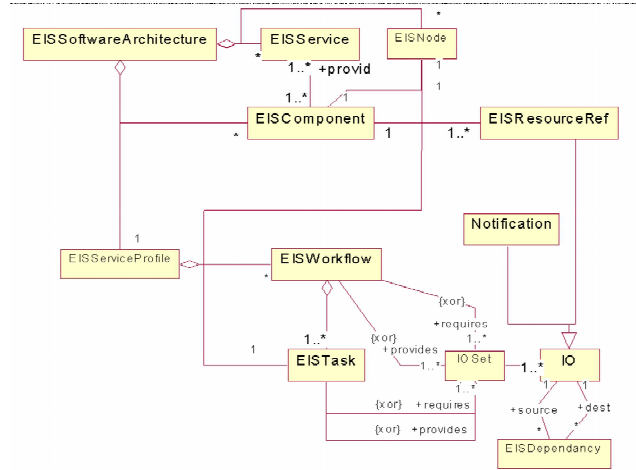 *
EISSoftwareArchitecture
EISService
EISNode
*
1..*
+provid
1
1..*
1
1
EISComponent
EISResourceRef
*
1
1..*
Notification
1
EISServiceProfile
EISWorkflow
*
{xor}
+requires
1..*
{xor}
1..*
+provides
1
EISTask
1..*
IO Set
1..*
IO
1..*
1
1
+source
+dest
{xor}
+requires
{xor}
+provides
*
*
EISDependancy